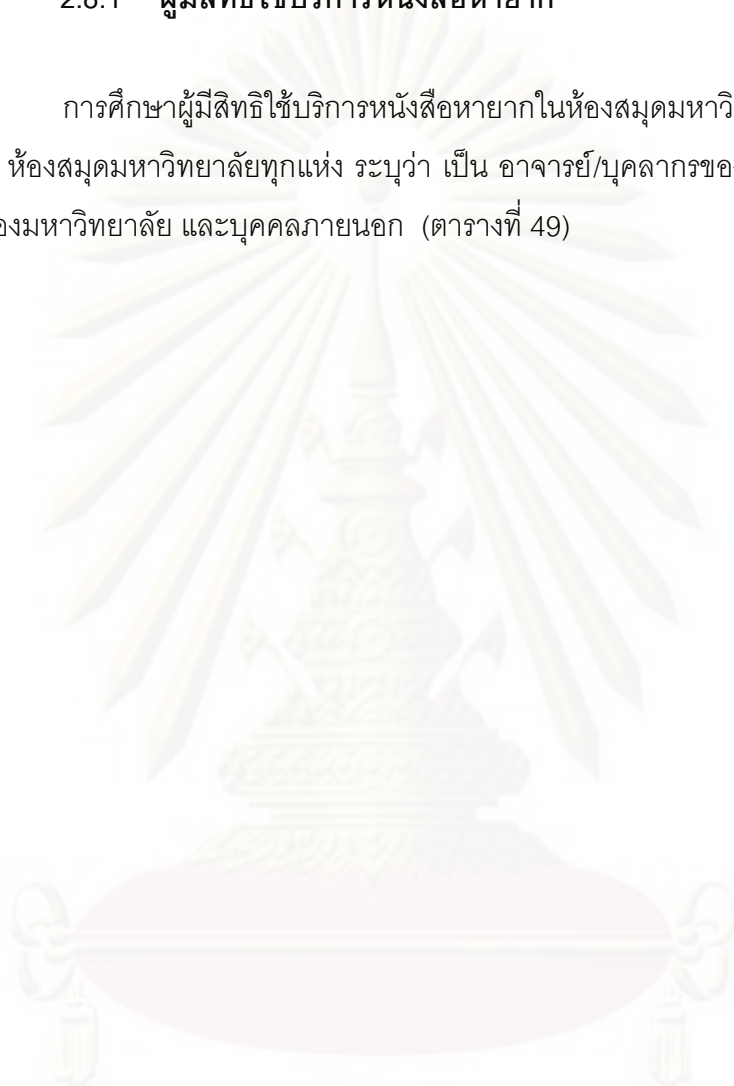 ผู้มีสิทธิใช้บริการหนังสือหายาก
การศึกษาผู้มีสิทธิใช้บริการหนังสือหายากในห้องสมุดมหาวิ
ห้องสมุดมหาวิทยาลัยทุกแห่ง ระบุว่า เป็น อาจารย์/บุคลากรขอ
องมหาวิทยาลัย และบุคคลภายนอก (ตารางที่ 49)